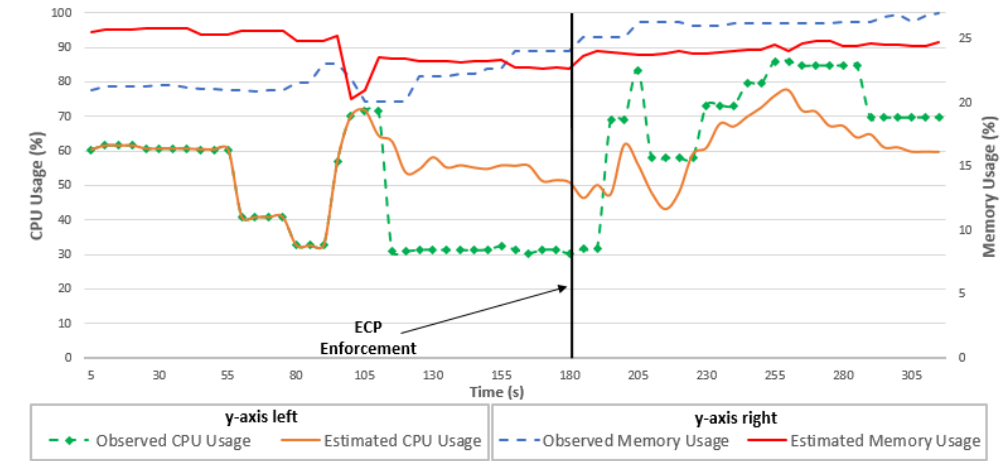 100
90
80
70
60
50
40
30
20
10
0
CPU Usage (%)
25
20
15
10
5
0
Memory Usage (%)
ECP
Enforcement
5 30 55 80 105 130 155 180 205 230 255 280 305
Time (s)
y-axis left
Observed CPU Usage Estimated CPU Usage
y-axis right
Observed Memory Usage Estimated Memory Usage